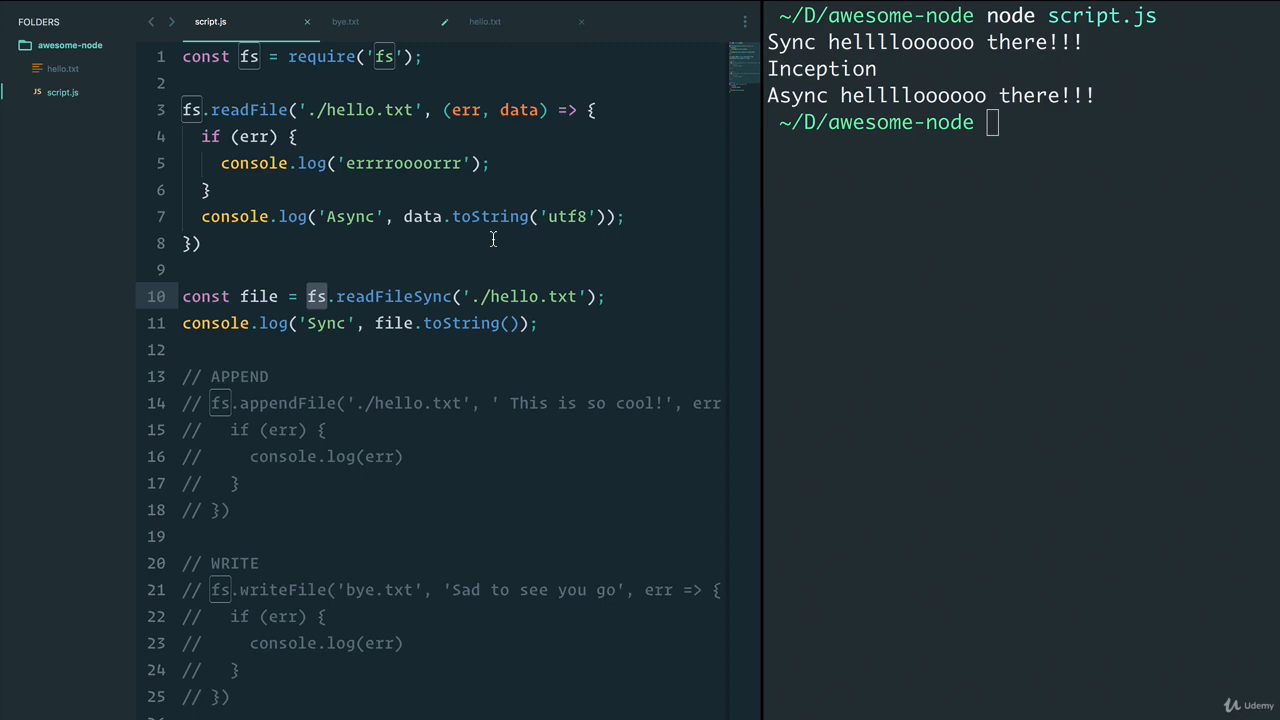 FOLDERS
awesome-node
hello.txt
script.js
script.js
bye.txt
hello.txt
1 const fs = require('fs');
2
3 fs.readFile('./hello.txt', (err, data) => {
4   if (err) {
5     console.log('errrroooorrr');
6   }
7   console.log('Async', data.toString('utf8'));
8 })
9
10 const file = fs.readFileSync('./hello.txt');
11 console.log('Sync', file.toString());
12
13 // APPEND
14 // fs.appendFile('./hello.txt', ' This is so cool!', err
15 //   if (err) {
16 //     console.log(err)
17 //   }
18 // })
19
20 // WRITE
21 // fs.writeFile('bye.txt', 'Sad to see you go', err => {
22 //   if (err) {
23 //     console.log(err)
24 //   }
25 // })
~/D/awesome-node node script.js
Sync helllloooooo there!!!
Inception
Async helllloooooo there!!!
~/D/awesome-node
Udemy